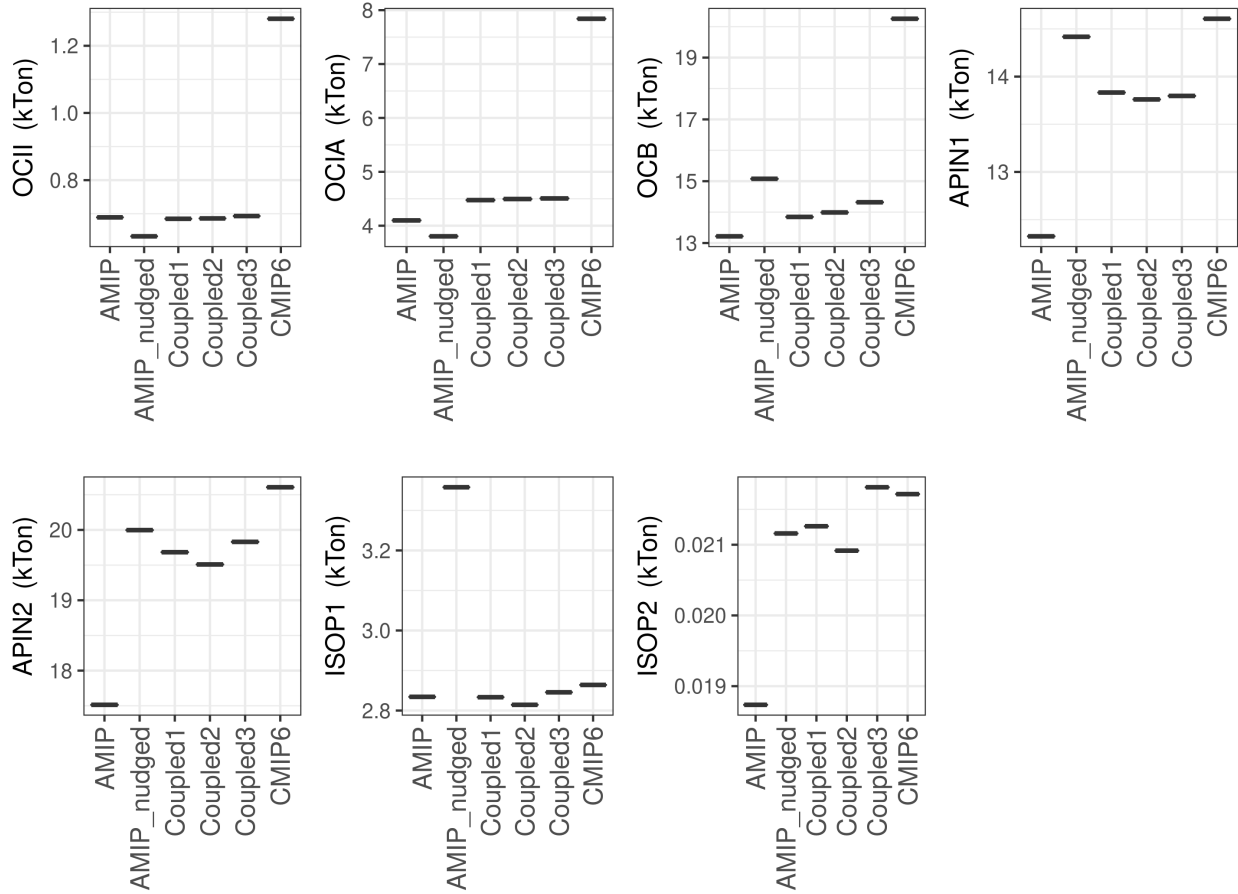 OCII (kTon)
1.2
1.0
0.8
AMIP
AMIP_nudged
Coupled1
Coupled2
Coupled3
CMIP6
OCIA (kTon)
8
7
6
5
4
AMIP
AMIP_nudged
Coupled1
Coupled2
Coupled3
CMIP6
OCB (kTon)
19
17
15
13
AMIP
AMIP_nudged
Coupled1
Coupled2
Coupled3
CMIP6
APIN1 (kTon)
14
13
AMIP
AMIP_nudged
Coupled1
Coupled2
Coupled3
CMIP6
APIN2 (kTon)
20
19
18
AMIP
AMIP_nudged
Coupled1
Coupled2
Coupled3
CMIP6
ISOP1 (kTon)
3.2
3.0
2.8
AMIP
AMIP_nudged
Coupled1
Coupled2
Coupled3
CMIP6
ISOP2 (kTon)
0.021
0.020
0.019
AMIP
AMIP_nudged
Coupled1
Coupled2
Coupled3
CMIP6